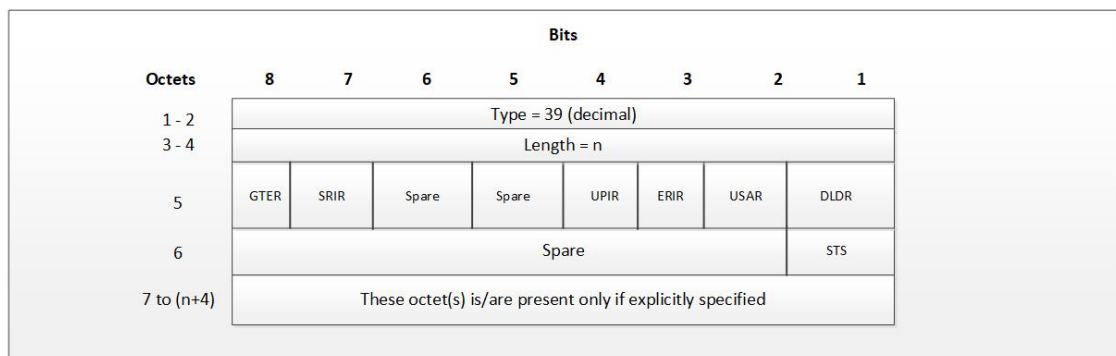 Bits
Octets 8 7 6 5 4 3 2 1
1 - 2 Type = 39 (decimal)
3 - 4 Length = n
5 GTER SRIR Spare Spare UPIR ERIR USAR DLDR
6 Spare STS
7 to (n+4) These octet(s) is/are present only if explicitly specified